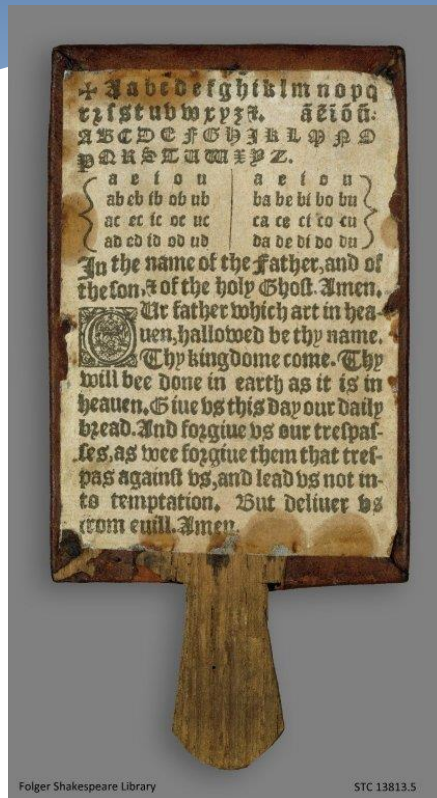 ✠ Aabcdefghiklmnopq
rꝛſstuvwxyzꝛ. ãẽĩõũ:
ABCDEFGHJKLMNO
PQRSTUWXYZ.
a e i o u | a e i o u
ab eb ib ob ub | ba be bi bo bu
ac ec ic oc uc | ca ce ci co cu
ad ed id od ud | da de di do du
In the name of the Father, and of
the ſon, ⁊ of the holy Ghoſt. Amen.
OUr father which art in hea-
uen, hallowed be thy name.
Thy kingdome come. Thy
will bee done in earth as it is in
heauen. Giue vs this day our daily
bread. And forgiue vs our treſpaſ-
ſes, as wee forgiue them that treſ-
pas againſt vs, and lead vs not in-
to temptation. But deliuer vs
from euill. Amen.
Folger Shakespeare Library STC 13813.5